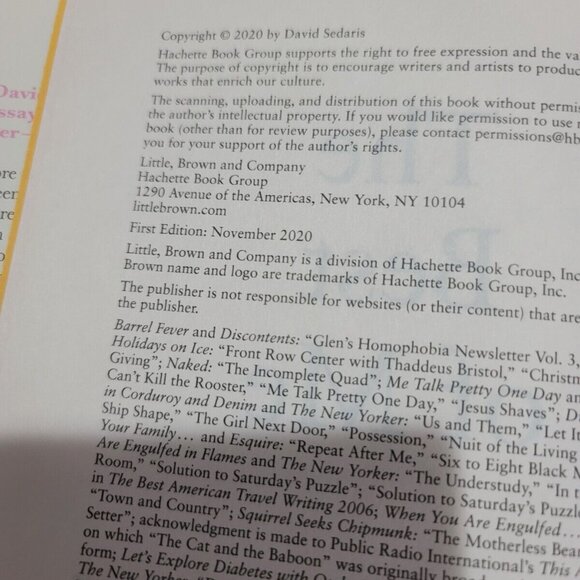 Copyright © 2020 by David Sedaris
Hachette Book Group supports the right to free expression and the va
The purpose of copyright is to encourage writers and artists to produc
works that enrich our culture.
The scanning, uploading, and distribution of this book without permis
the author's intellectual property. If you would like permission to use m
book (other than for review purposes), please contact permissions@hb
you for your support of the author's rights.
Little, Brown and Company
Hachette Book Group
1290 Avenue of the Americas, New York, NY 10104
littlebrown.com
First Edition: November 2020
Little, Brown and Company is a division of Hachette Book Group, Inc
Brown name and logo are trademarks of Hachette Book Group, Inc.
The publisher is not responsible for websites (or their content) that are
the publisher.
Barrel Fever and Discontents: "Glen's Homophobia Newsletter Vol. 3,
Holidays on Ice: "Front Row Center with Thaddeus Bristol," "Christm
Giving"; Naked: "The Incomplete Quad"; Me Talk Pretty One Day an
Can't Kill the Rooster," "Me Talk Pretty One Day," "Jesus Shaves"; D
in Corduroy and Denim and The New Yorker: "Us and Them," "Let I
Ship Shape," "The Girl Next Door," "Possession," "Nuit of the Living
Your Family... and Esquire: "Repeat After Me," "Six to Eight Black M
Are Engulfed in Flames and The New Yorker: "The Understudy," "In t
Room," "Solution to Saturday's Puzzle"; "Solution to Saturday's Puzzle
in The Best American Travel Writing 2006; When You Are Engulfed...
"Town and Country"; Squirrel Seeks Chipmunk: "The Motherless Bear
Setter"; acknowledgment is made to Public Radio International's This A
on which "The Cat and the Baboon" was originally b
form; Let's Explore Diabetes with O
The New Yorker: "D
Davi
ssay
er—
ore
eer
re